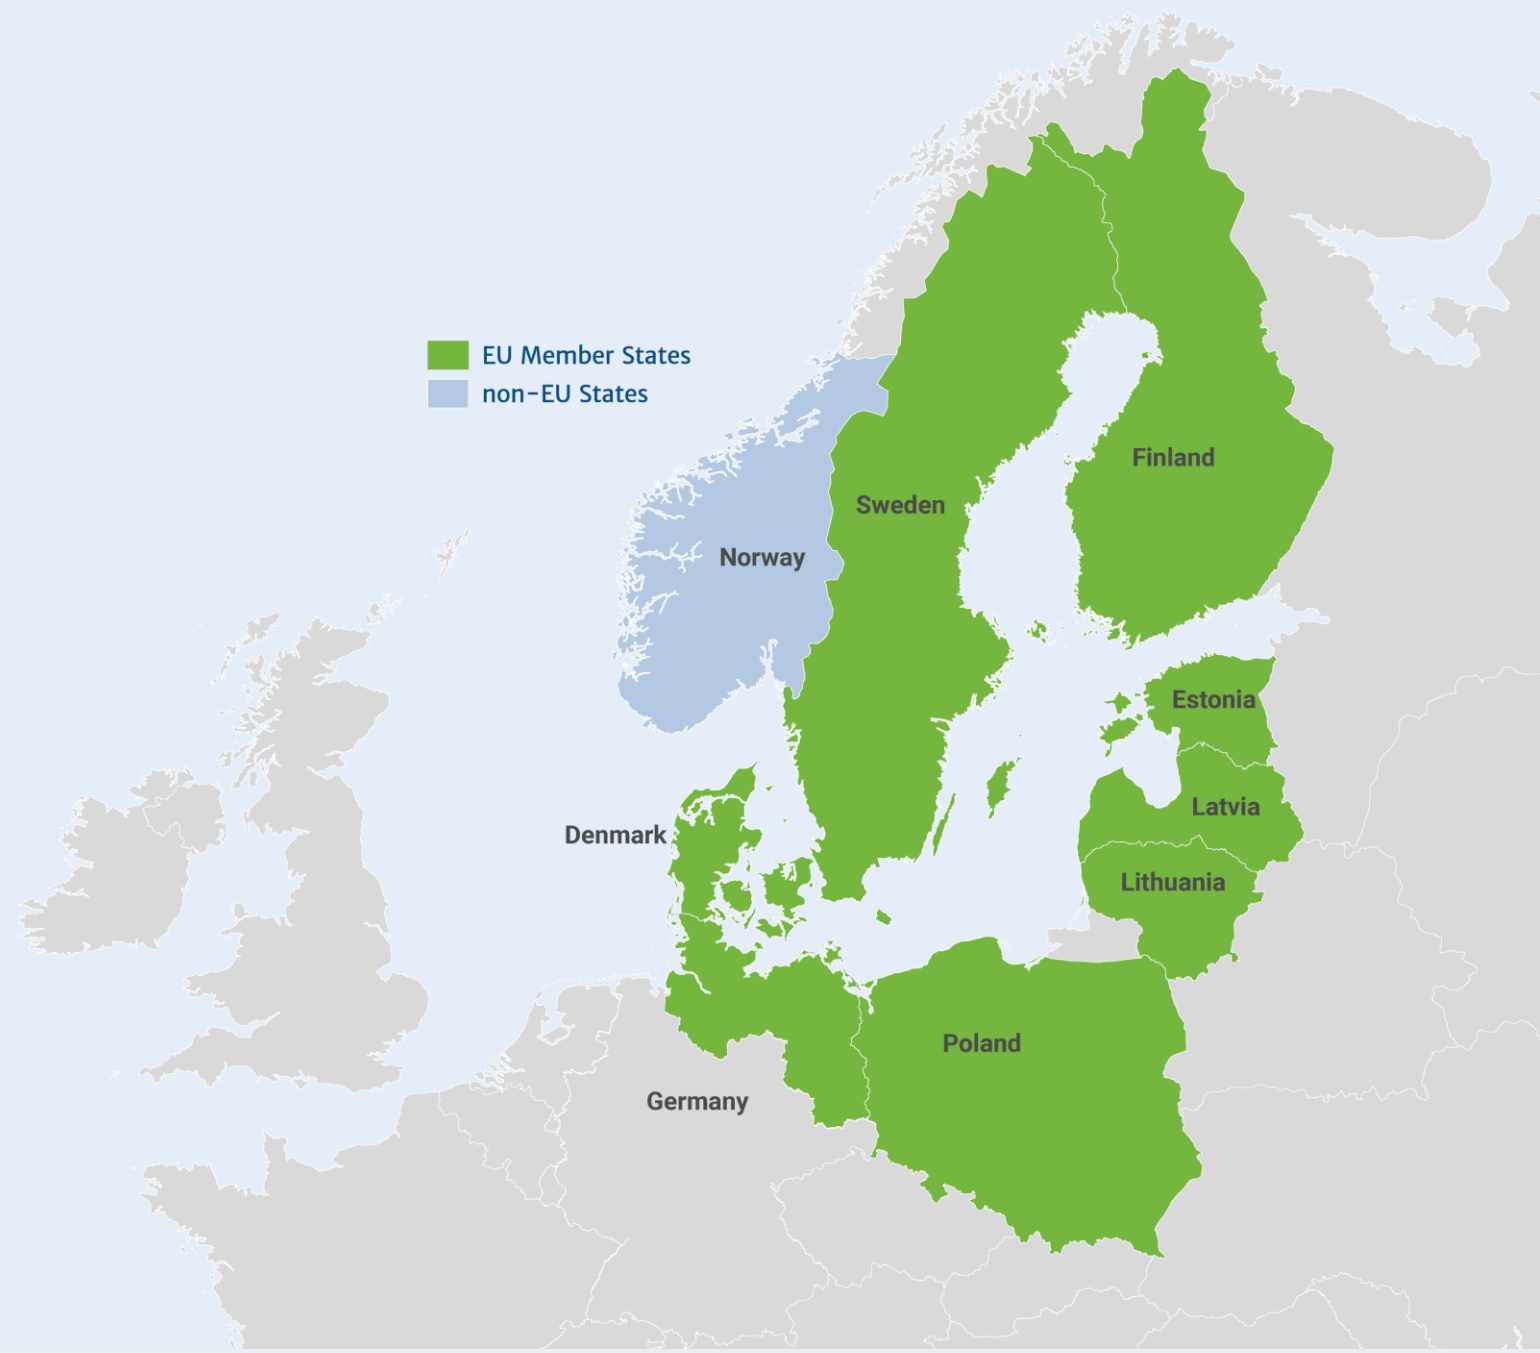 EU Member States
non-EU States
Finland
Sweden
Norway
Estonia
Latvia
Denmark
Lithuania
Poland
Germany